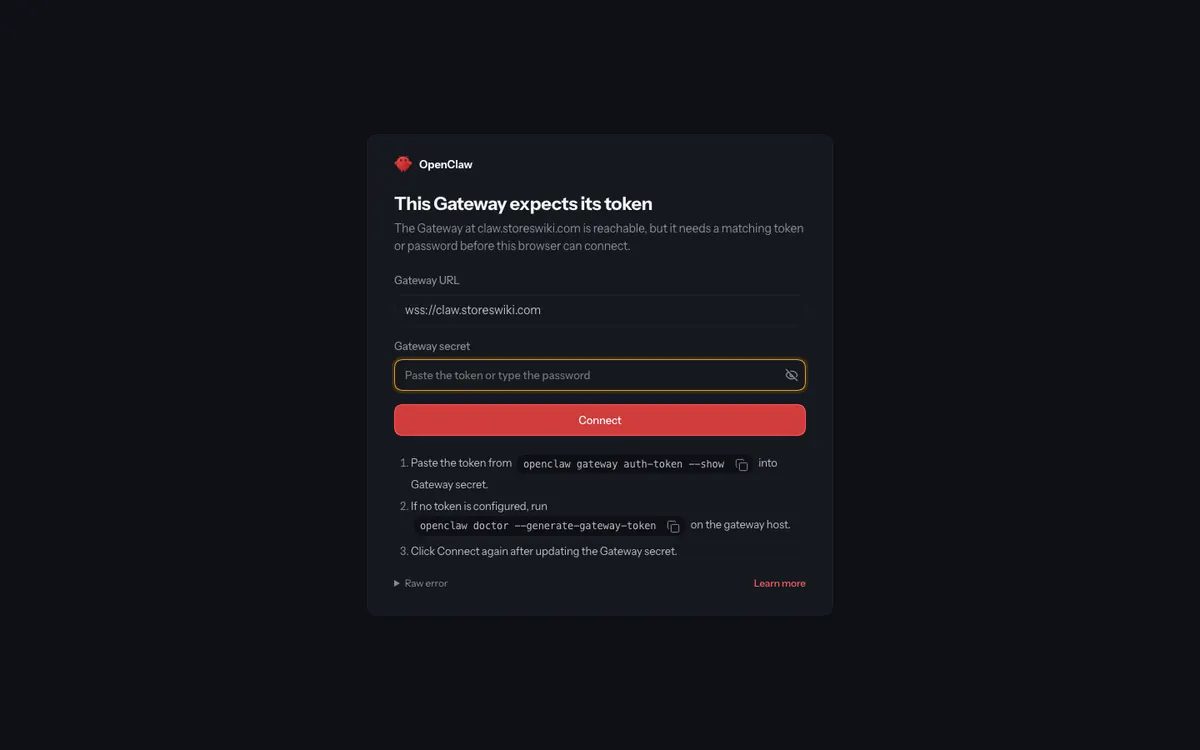 OpenClaw
This Gateway expects its token
The Gateway at claw.storeswiki.com is reachable, but it needs a matching token
or password before this browser can connect.
Gateway URL
wss://claw.storeswiki.com
Gateway secret
Paste the token or type the password
Connect
1. Paste the token from openclaw gateway auth-token --show into
Gateway secret.
2. If no token is configured, run
openclaw doctor --generate-gateway-token on the gateway host.
3. Click Connect again after updating the Gateway secret.
Raw error
Learn more